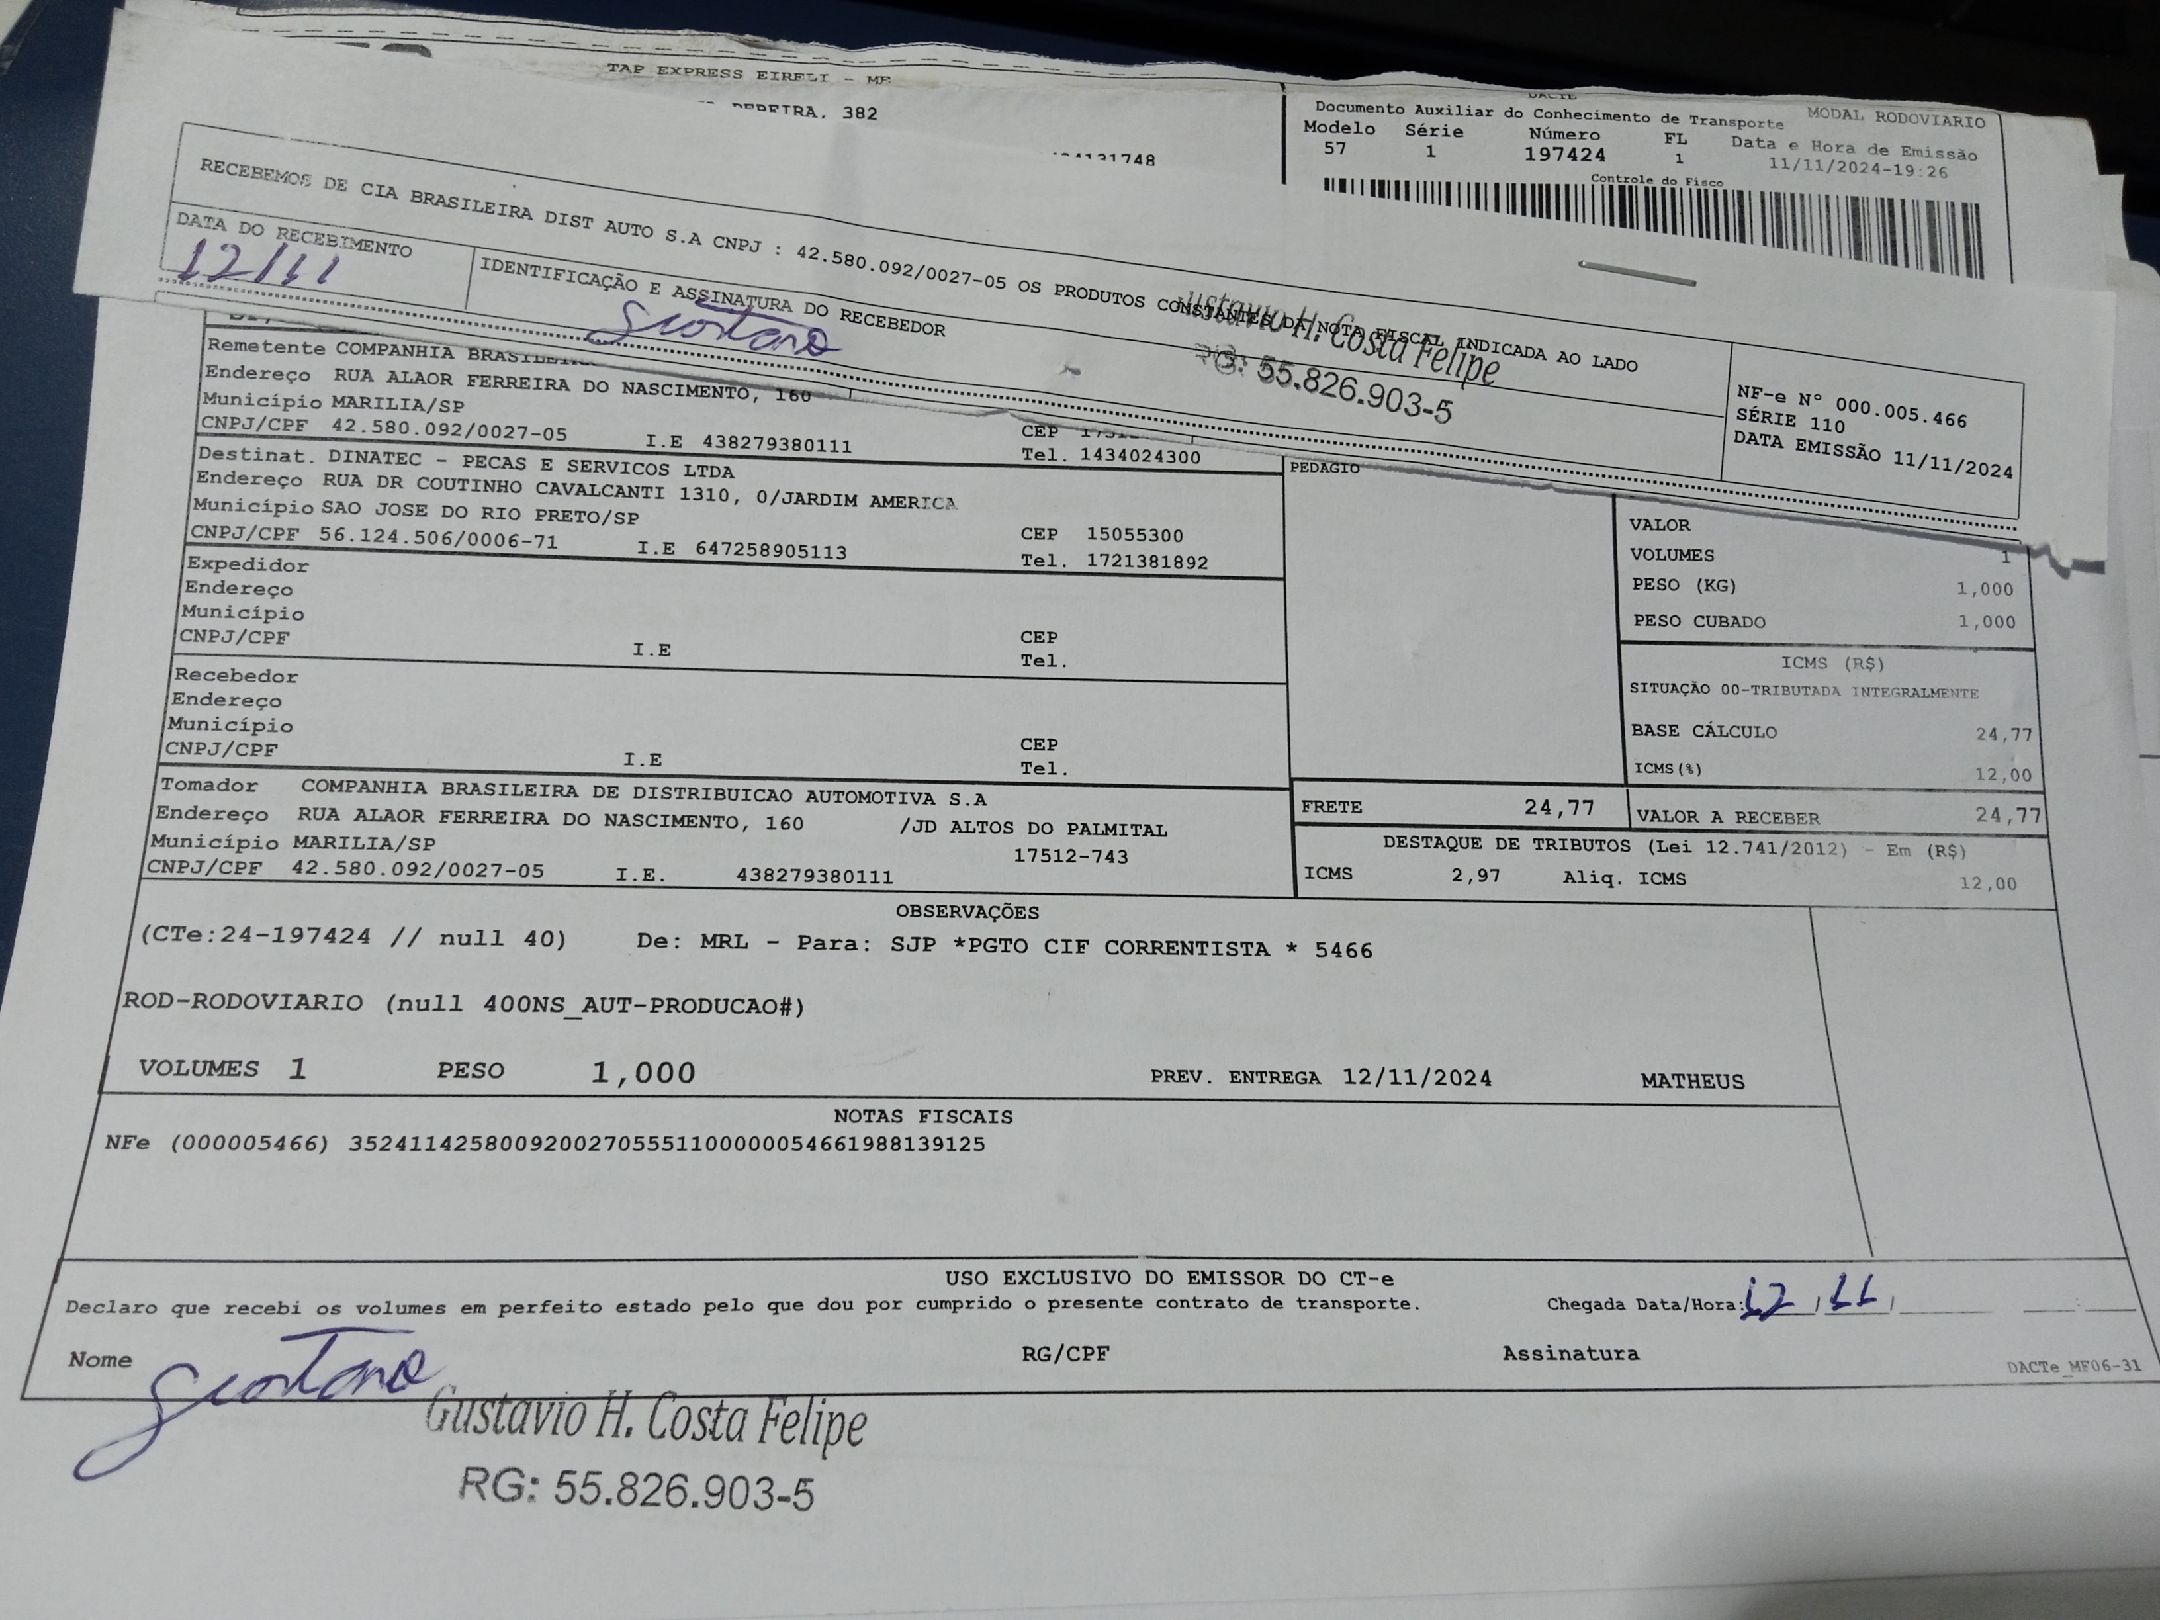 TAP EXPRESS EIRELI - ME
382
DACTE
Documento Auxiliar do Conhecimento de Transporte
MODAL RODOVIARIO
Modelo Série Número FL Data e Hora de Emissão
57 1 197424 1 11/11/2024-19:26
Controle do Fisco
RECEBEMOS DE CIA BRASILEIRA DIST AUTO S.A CNPJ : 42.580.092/0027-05 OS PRODUTOS CONSTANTES DA NOTA FISCAL INDICADA AO LADO
DATA DO RECEBIMENTO
12/11
IDENTIFICAÇÃO E ASSINATURA DO RECEBEDOR
Gustavio H. Costa Felipe
RG: 55.826.903-5
NF-e Nº 000.005.466
SÉRIE 110
DATA EMISSÃO 11/11/2024
Remetente COMPANHIA
Endereço RUA ALAOR FERREIRA DO NASCIMENTO, 160
Município MARILIA/SP
CNPJ/CPF 42.580.092/0027-05 I.E 438279380111
CEP
Tel. 1434024300
Destinat. DINATEC - PECAS E SERVICOS LTDA
Endereço RUA DR COUTINHO CAVALCANTI 1310, 0/JARDIM AMERICA
Município SAO JOSE DO RIO PRETO/SP
CEP 15055300
CNPJ/CPF 56.124.506/0006-71 I.E 647258905113
Tel. 1721381892
Expedidor
Endereço
Município
CEP
CNPJ/CPF I.E
Tel.
Recebedor
Endereço
Município
CEP
CNPJ/CPF I.E
Tel.
Tomador COMPANHIA BRASILEIRA DE DISTRIBUICAO AUTOMOTIVA S.A
Endereço RUA ALAOR FERREIRA DO NASCIMENTO, 160 /JD ALTOS DO PALMITAL
Município MARILIA/SP 17512-743
CNPJ/CPF 42.580.092/0027-05 I.E. 438279380111
PEDAGIO
VALOR
VOLUMES 1
PESO (KG) 1,000
PESO CUBADO 1,000
ICMS (R$)
SITUAÇÃO 00-TRIBUTADA INTEGRALMENTE
BASE CÁLCULO 24,77
ICMS(%) 12,00
FRETE 24,77 VALOR A RECEBER 24,77
DESTAQUE DE TRIBUTOS (Lei 12.741/2012) - Em (R$)
ICMS 2,97 Aliq. ICMS 12,00
OBSERVAÇÕES
(CTe:24-197424 // null 40) De: MRL - Para: SJP *PGTO CIF CORRENTISTA * 5466
ROD-RODOVIARIO (null 400NS_AUT-PRODUCAO#)
VOLUMES 1 PESO 1,000 PREV. ENTREGA 12/11/2024 MATHEUS
NOTAS FISCAIS
NFe (000005466) 35241142580092002705551100000054661988139125
USO EXCLUSIVO DO EMISSOR DO CT-e
Declaro que recebi os volumes em perfeito estado pelo que dou por cumprido o presente contrato de transporte. Chegada Data/Hora: 12/11/
Nome RG/CPF Assinatura
DACTe_MF06-31
Gustavio H. Costa Felipe
RG: 55.826.903-5